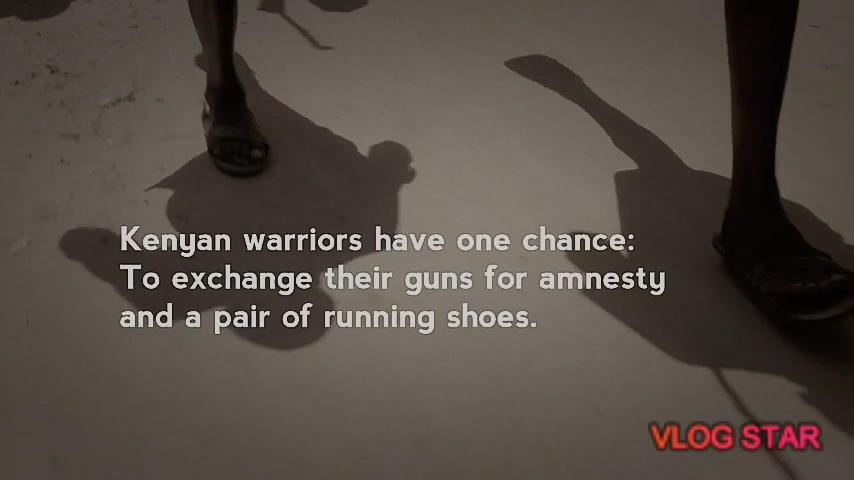 Kenyan warriors have one chance:
To exchange their guns for amnesty
and a pair of running shoes.
VLOG STAR